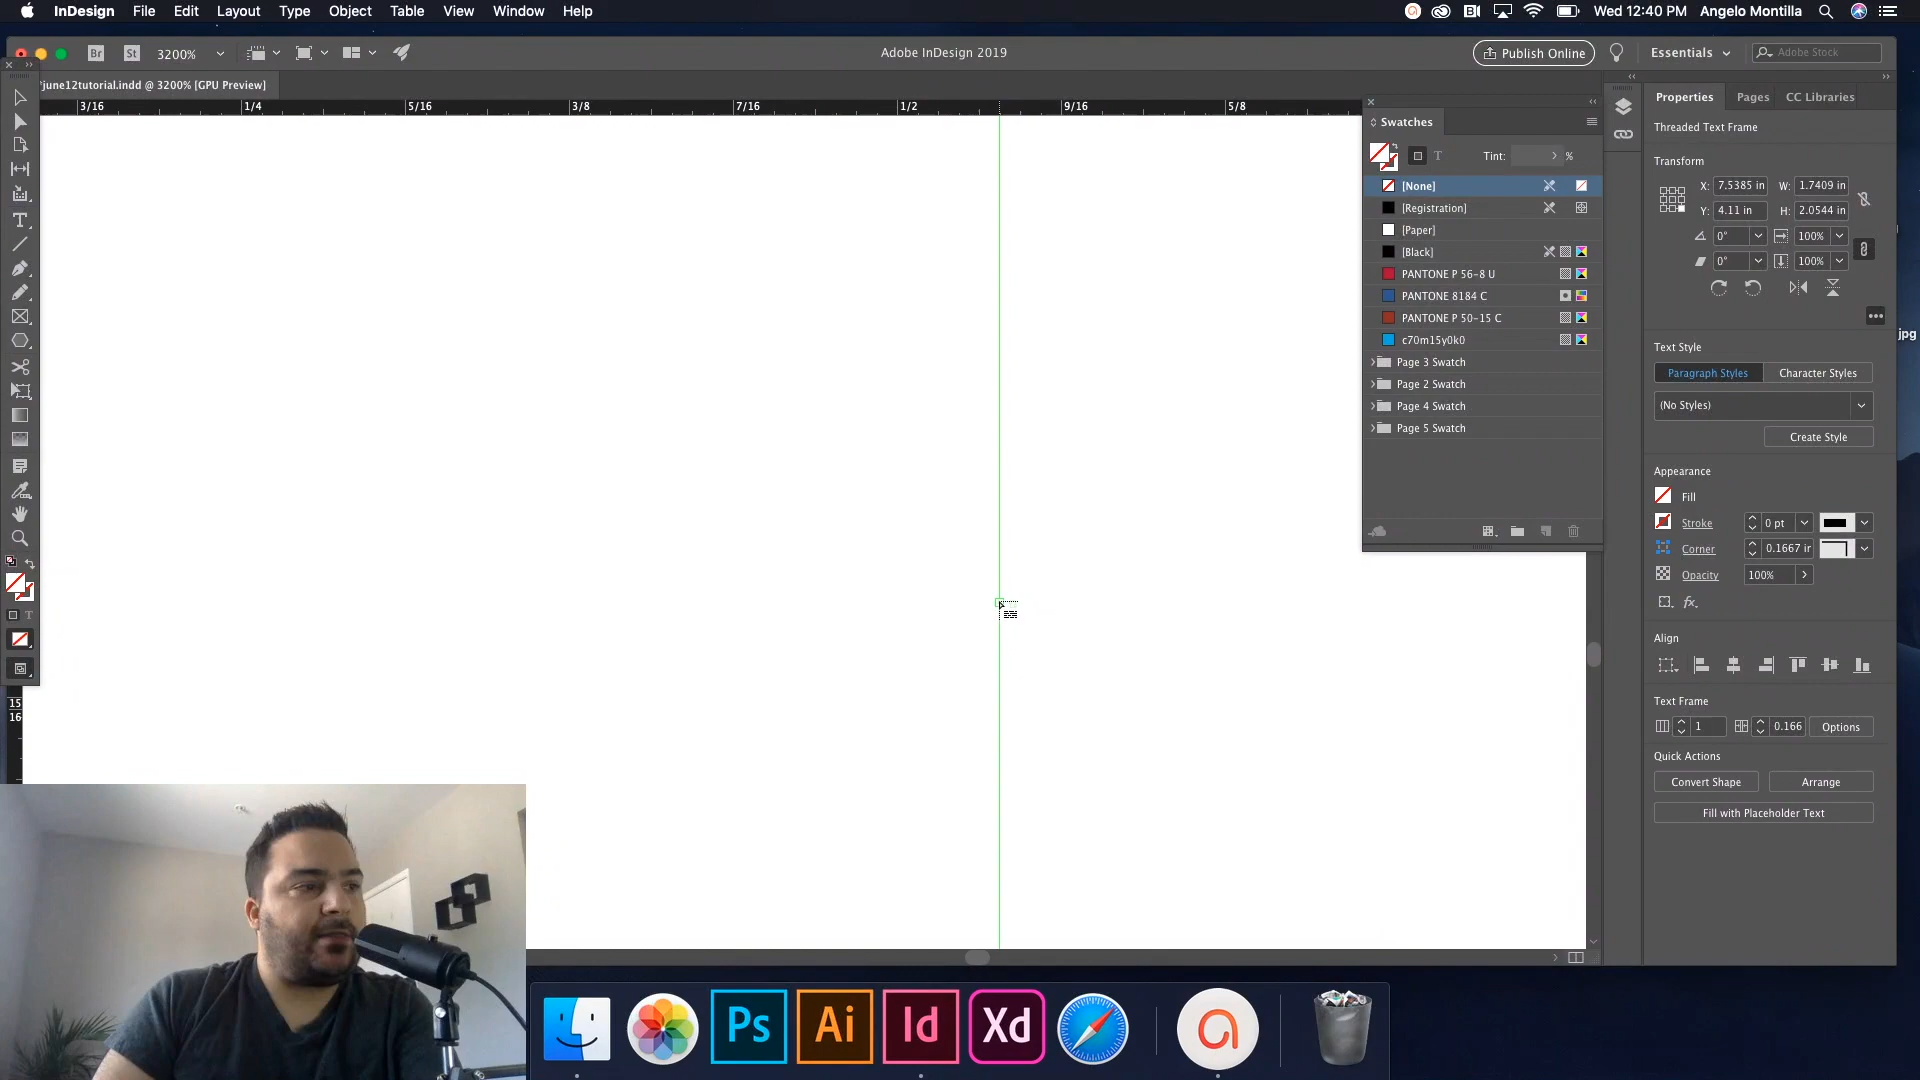 InDesign File Edit Layout Type Object Table View Window Help
Wed 12:40 PM Angelo Montilla
Br St 3200%
Adobe InDesign 2019
Publish Online
Essentials
Adobe Stock
june12tutorial.indd @ 3200% [GPU Preview]
3/16 1/4 5/16 3/8 7/16 1/2 9/16 5/8
Swatches
Tint: %
[None]
[Registration]
[Paper]
[Black]
PANTONE P 56-8 U
PANTONE 8184 C
PANTONE P 50-15 C
c70m15y0k0
Page 3 Swatch
Page 2 Swatch
Page 4 Swatch
Page 5 Swatch
Properties Pages CC Libraries
Threaded Text Frame
Transform
X: 7.5385 in W: 1.7409 in
Y: 4.11 in H: 2.0544 in
0° 100%
0° 100%
Text Style
Paragraph Styles Character Styles
(No Styles)
Create Style
Appearance
Fill
Stroke 0 pt
Corner 0.1667 ir
Opacity 100%
fx.
Align
Text Frame
1 0.166 Options
Quick Actions
Convert Shape Arrange
Fill with Placeholder Text
jpg
15
16
Ps Ai Id Xd